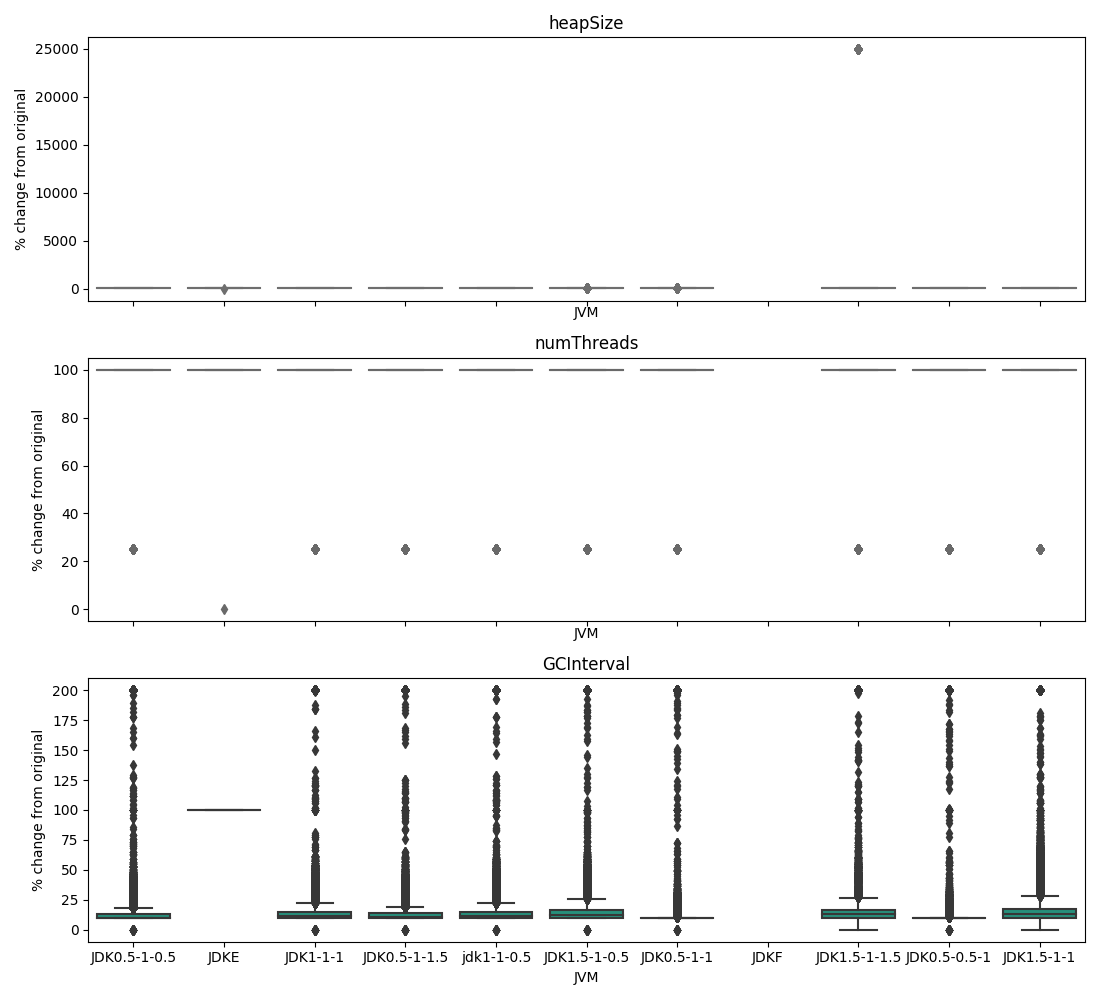 heapSize
25000
20000
15000
10000
5000
0
% change from original
JVM
numThreads
100
80
60
40
20
0
% change from original
JVM
GCInterval
200
175
150
125
100
75
50
25
0
% change from original
JDK0.5-1-0.5 JDKE JDK1-1-1 JDK0.5-1-1.5 jdk1-1-0.5 JDK1.5-1-0.5 JDK0.5-1-1 JDKF JDK1.5-1-1.5 JDK0.5-0.5-1 JDK1.5-1-1
JVM